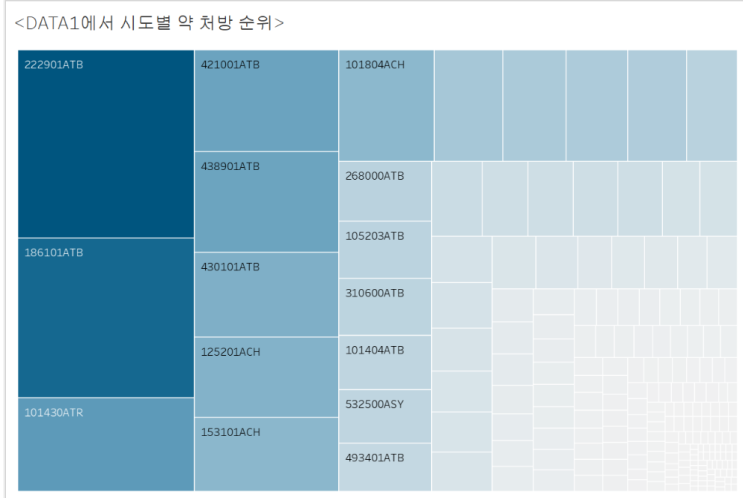 <DATA1에서 시도별 약 처방 순위>
222901ATB
186101ATB
101430ATR
421001ATB
438901ATB
430101ATB
125201ACH
153101ACH
101804ACH
268000ATB
105203ATB
310600ATB
101404ATB
532500ASY
493401ATB